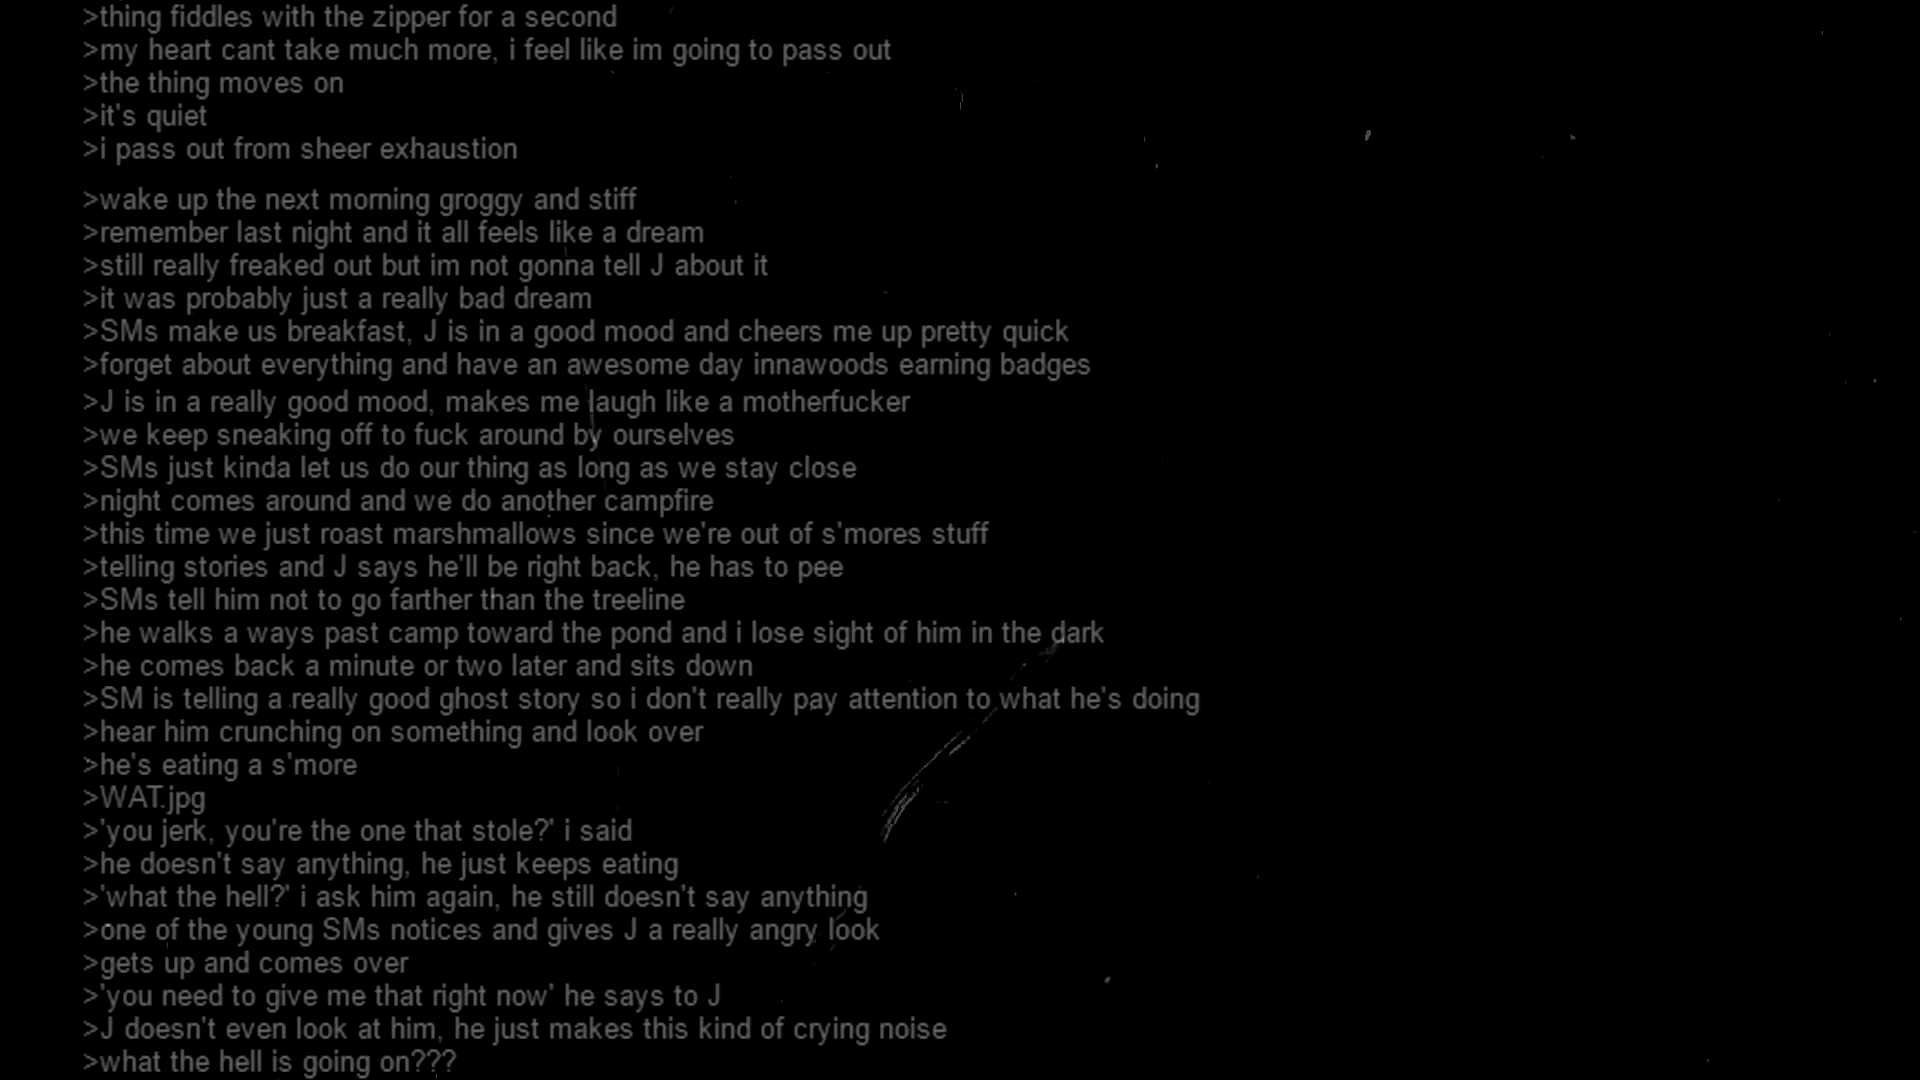 >thing fiddles with the zipper for a second
>my heart cant take much more, i feel like im going to pass out
>the thing moves on
>it's quiet
>i pass out from sheer exhaustion
>wake up the next morning groggy and stiff
>remember last night and it all feels like a dream
>still really freaked out but im not gonna tell J about it
>it was probably just a really bad dream
>SMs make us breakfast, J is in a good mood and cheers me up pretty quick
>forget about everything and have an awesome day innawoods earning badges
>J is in a really good mood, makes me laugh like a motherfucker
>we keep sneaking off to fuck around by ourselves
>SMs just kinda let us do our thing as long as we stay close
>night comes around and we do another campfire
>this time we just roast marshmallows since we're out of s'mores stuff
>telling stories and J says he'll be right back, he has to pee
>SMs tell him not to go farther than the treeline
>he walks a ways past camp toward the pond and i lose sight of him in the dark
>he comes back a minute or two later and sits down
>SM is telling a really good ghost story so i don't really pay attention to what he's doing
>hear him crunching on something and look over
>he's eating a s'more
>WAT.jpg
>'you jerk, you're the one that stole?' i said
>he doesn't say anything, he just keeps eating
>'what the hell?' i ask him again, he still doesn't say anything
>one of the young SMs notices and gives J a really angry look
>gets up and comes over
>'you need to give me that right now' he says to J
>J doesn't even look at him, he just makes this kind of crying noise
>what the hell is going on???